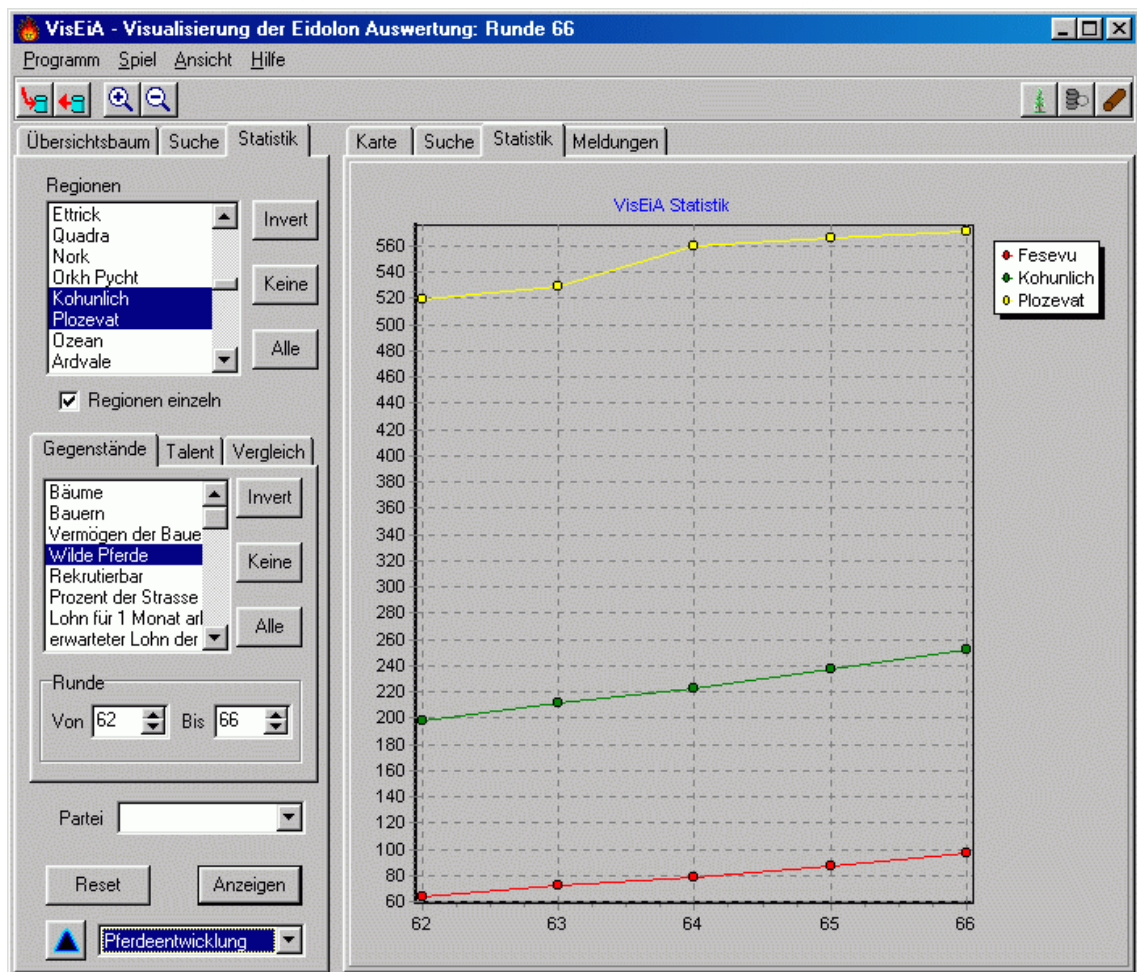 VisEiA - Visualisierung der Eidolon Auswertung: Runde 66
Programm Spiel Ansicht Hilfe
Übersichtsbaum Suche Statistik
Regionen
Ettrick
Quadra
Nork
Orkh Pycht
Kohunlich
Plozevat
Ozean
Ardvale
Invert
Keine
Alle
Regionen einzeln
Gegenstände Talent Vergleich
Bäume
Bauern
Vermögen der Baue
Wilde Pferde
Rekrutierbar
Prozent der Strasse
Lohn für 1 Monat arl
erwarteter Lohn der
Invert
Keine
Alle
Runde
Von 62 Bis 66
Partei
Reset Anzeigen
Pferdeentwicklung
Karte Suche Statistik Meldungen
VisEiA Statistik
560
540
520
500
480
460
440
420
400
380
360
340
320
300
280
260
240
220
200
180
160
140
120
100
80
60
62 63 64 65 66
Fesevu
Kohunlich
Plozevat